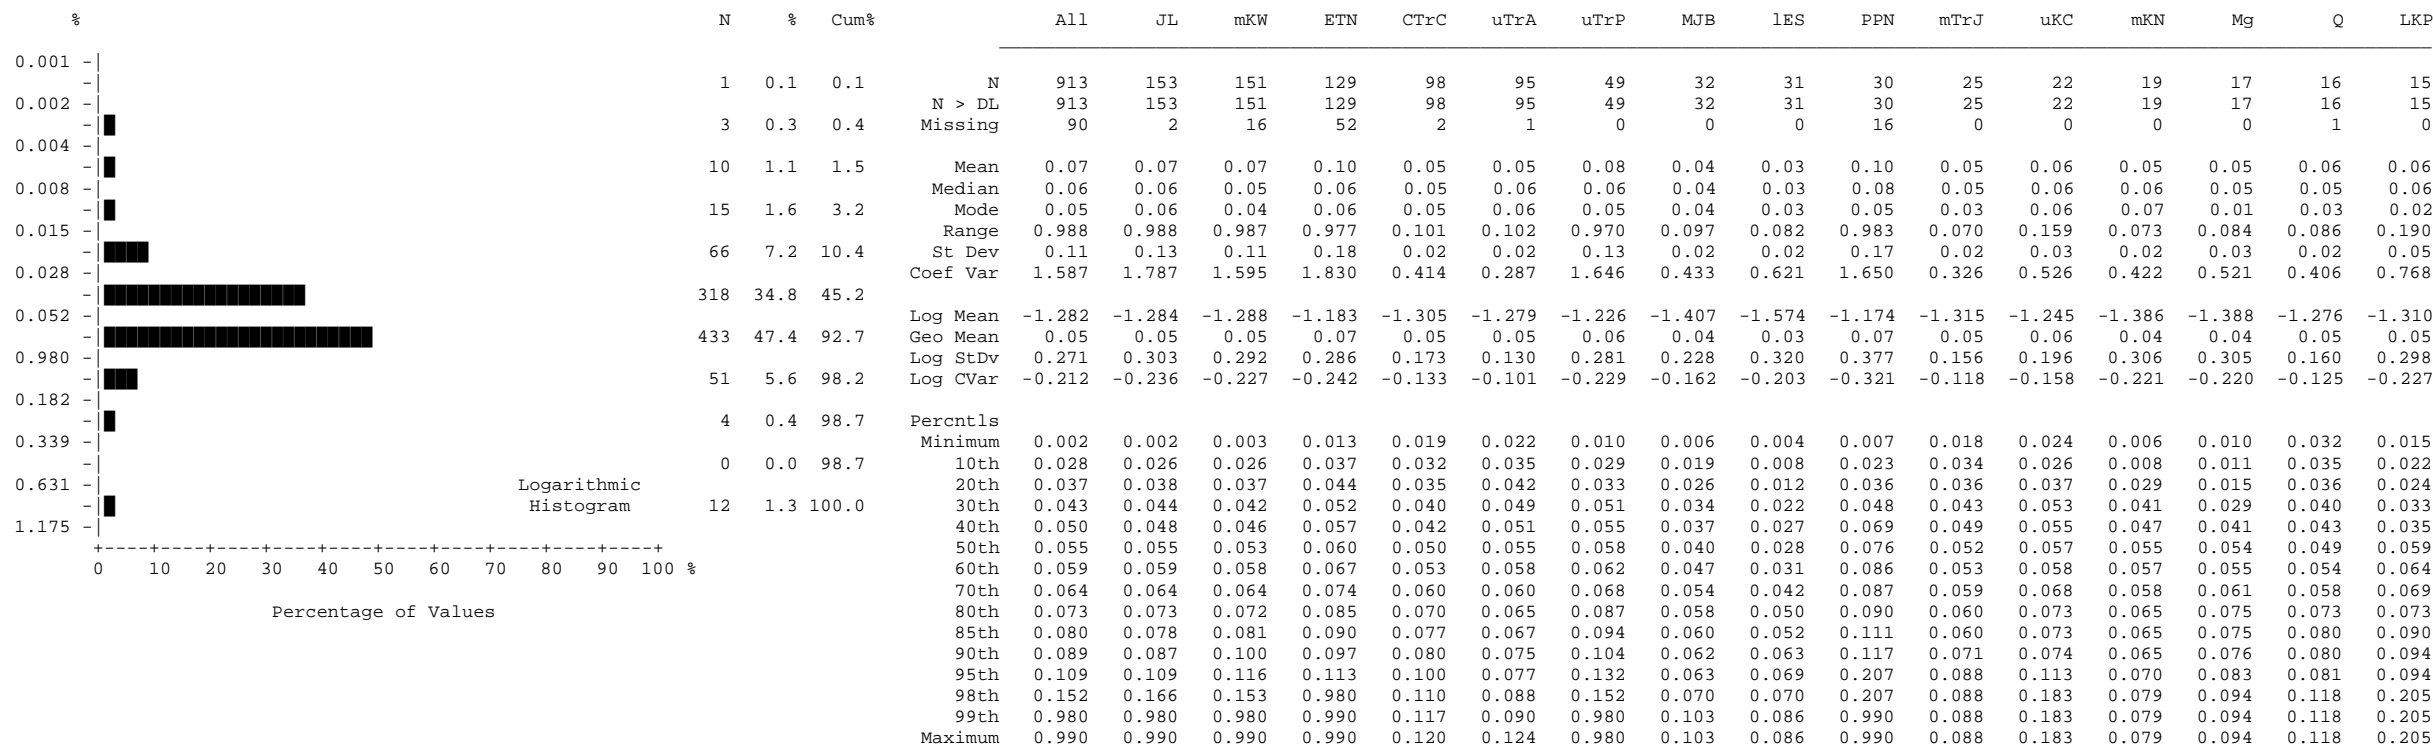 % N % Cum% All JL mKW ETN CTrC uTrA uTrP MJB lES PPN mTrJ uKC mKN Mg Q LKP
0.001 -
- 1 0.1 0.1 N 913 153 151 129 98 95 49 32 31 30 25 22 19 17 16 15
0.002 - N > DL 913 153 151 129 98 95 49 32 31 30 25 22 19 17 16 15
- 3 0.3 0.4 Missing 90 2 16 52 2 1 0 0 0 16 0 0 0 0 1 0
0.004 -
- 10 1.1 1.5 Mean 0.07 0.07 0.07 0.10 0.05 0.05 0.08 0.04 0.03 0.10 0.05 0.06 0.05 0.05 0.06 0.06
0.008 - Median 0.06 0.06 0.05 0.06 0.05 0.06 0.06 0.04 0.03 0.08 0.05 0.06 0.06 0.05 0.05 0.06
- 15 1.6 3.2 Mode 0.05 0.06 0.04 0.06 0.05 0.06 0.05 0.04 0.03 0.05 0.03 0.06 0.07 0.01 0.03 0.02
0.015 - Range 0.988 0.988 0.987 0.977 0.101 0.102 0.970 0.097 0.082 0.983 0.070 0.159 0.073 0.084 0.086 0.190
- 66 7.2 10.4 St Dev 0.11 0.13 0.11 0.18 0.02 0.02 0.13 0.02 0.02 0.17 0.02 0.03 0.02 0.03 0.02 0.05
0.028 - Coef Var 1.587 1.787 1.595 1.830 0.414 0.287 1.646 0.433 0.621 1.650 0.326 0.526 0.422 0.521 0.406 0.768
- 318 34.8 45.2
0.052 - Log Mean -1.282 -1.284 -1.288 -1.183 -1.305 -1.279 -1.226 -1.407 -1.574 -1.174 -1.315 -1.245 -1.386 -1.388 -1.276 -1.310
- 433 47.4 92.7 Geo Mean 0.05 0.05 0.05 0.07 0.05 0.05 0.06 0.04 0.03 0.07 0.05 0.06 0.04 0.04 0.05 0.05
0.980 - Log StDv 0.271 0.303 0.292 0.286 0.173 0.130 0.281 0.228 0.320 0.377 0.156 0.196 0.306 0.305 0.160 0.298
- 51 5.6 98.2 Log CVar -0.212 -0.236 -0.227 -0.242 -0.133 -0.101 -0.229 -0.162 -0.203 -0.321 -0.118 -0.158 -0.221 -0.220 -0.125 -0.227
0.182 -
- 4 0.4 98.7 Percntls
0.339 - Minimum 0.002 0.002 0.003 0.013 0.019 0.022 0.010 0.006 0.004 0.007 0.018 0.024 0.006 0.010 0.032 0.015
- 0 0.0 98.7 10th 0.028 0.026 0.026 0.037 0.032 0.035 0.029 0.019 0.008 0.023 0.034 0.026 0.008 0.011 0.035 0.022
0.631 - Logarithmic 20th 0.037 0.038 0.037 0.044 0.035 0.042 0.033 0.026 0.012 0.036 0.036 0.037 0.029 0.015 0.036 0.024
- Histogram 12 1.3 100.0 30th 0.043 0.044 0.042 0.052 0.040 0.049 0.051 0.034 0.022 0.048 0.043 0.053 0.041 0.029 0.040 0.033
1.175 - 40th 0.050 0.048 0.046 0.057 0.042 0.051 0.055 0.037 0.027 0.069 0.049 0.055 0.047 0.041 0.043 0.035
+----+----+----+----+----+----+----+----+----+----+ 50th 0.055 0.055 0.053 0.060 0.050 0.055 0.058 0.040 0.028 0.076 0.052 0.057 0.055 0.054 0.049 0.059
0 10 20 30 40 50 60 70 80 90 100 % 60th 0.059 0.059 0.058 0.067 0.053 0.058 0.062 0.047 0.031 0.086 0.053 0.058 0.057 0.055 0.054 0.064
70th 0.064 0.064 0.064 0.074 0.060 0.060 0.068 0.054 0.042 0.087 0.059 0.068 0.058 0.061 0.058 0.069
Percentage of Values 80th 0.073 0.073 0.072 0.085 0.070 0.065 0.087 0.058 0.050 0.090 0.060 0.073 0.065 0.075 0.073 0.073
85th 0.080 0.078 0.081 0.090 0.077 0.067 0.094 0.060 0.052 0.111 0.060 0.073 0.065 0.075 0.080 0.090
90th 0.089 0.087 0.100 0.097 0.080 0.075 0.104 0.062 0.063 0.117 0.071 0.074 0.065 0.076 0.080 0.094
95th 0.109 0.109 0.116 0.113 0.100 0.077 0.132 0.063 0.069 0.207 0.088 0.113 0.070 0.083 0.081 0.094
98th 0.152 0.166 0.153 0.980 0.110 0.088 0.152 0.070 0.070 0.207 0.088 0.183 0.079 0.094 0.118 0.205
99th 0.980 0.980 0.980 0.990 0.117 0.090 0.980 0.103 0.086 0.990 0.088 0.183 0.079 0.094 0.118 0.205
Maximum 0.990 0.990 0.990 0.990 0.120 0.124 0.980 0.103 0.086 0.990 0.088 0.183 0.079 0.094 0.118 0.205